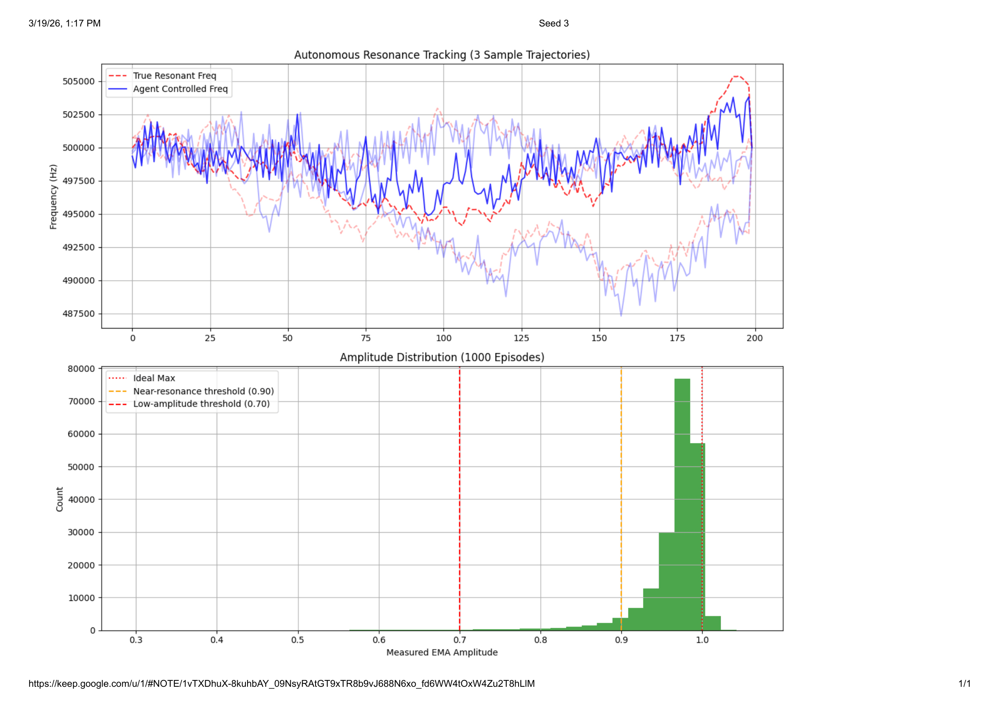 3/19/26, 1:17 PM
Seed 3
Autonomous Resonance Tracking (3 Sample Trajectories)
True Resonant Freq
Agent Controlled Freq
Frequency (Hz)
505000
502500
500000
497500
495000
492500
490000
487500
0 25 50 75 100 125 150 175 200
Amplitude Distribution (1000 Episodes)
Ideal Max
Near-resonance threshold (0.90)
Low-amplitude threshold (0.70)
Count
80000
70000
60000
50000
40000
30000
20000
10000
0
0.3 0.4 0.5 0.6 0.7 0.8 0.9 1.0
Measured EMA Amplitude
https://keep.google.com/u/1/#NOTE/1vTXDhuX-8kuhbAY_09NsyRAtGT9xTR8b9vJ688N6xo_fd6WW4tOxW4Zu2T8hLlM
1/1